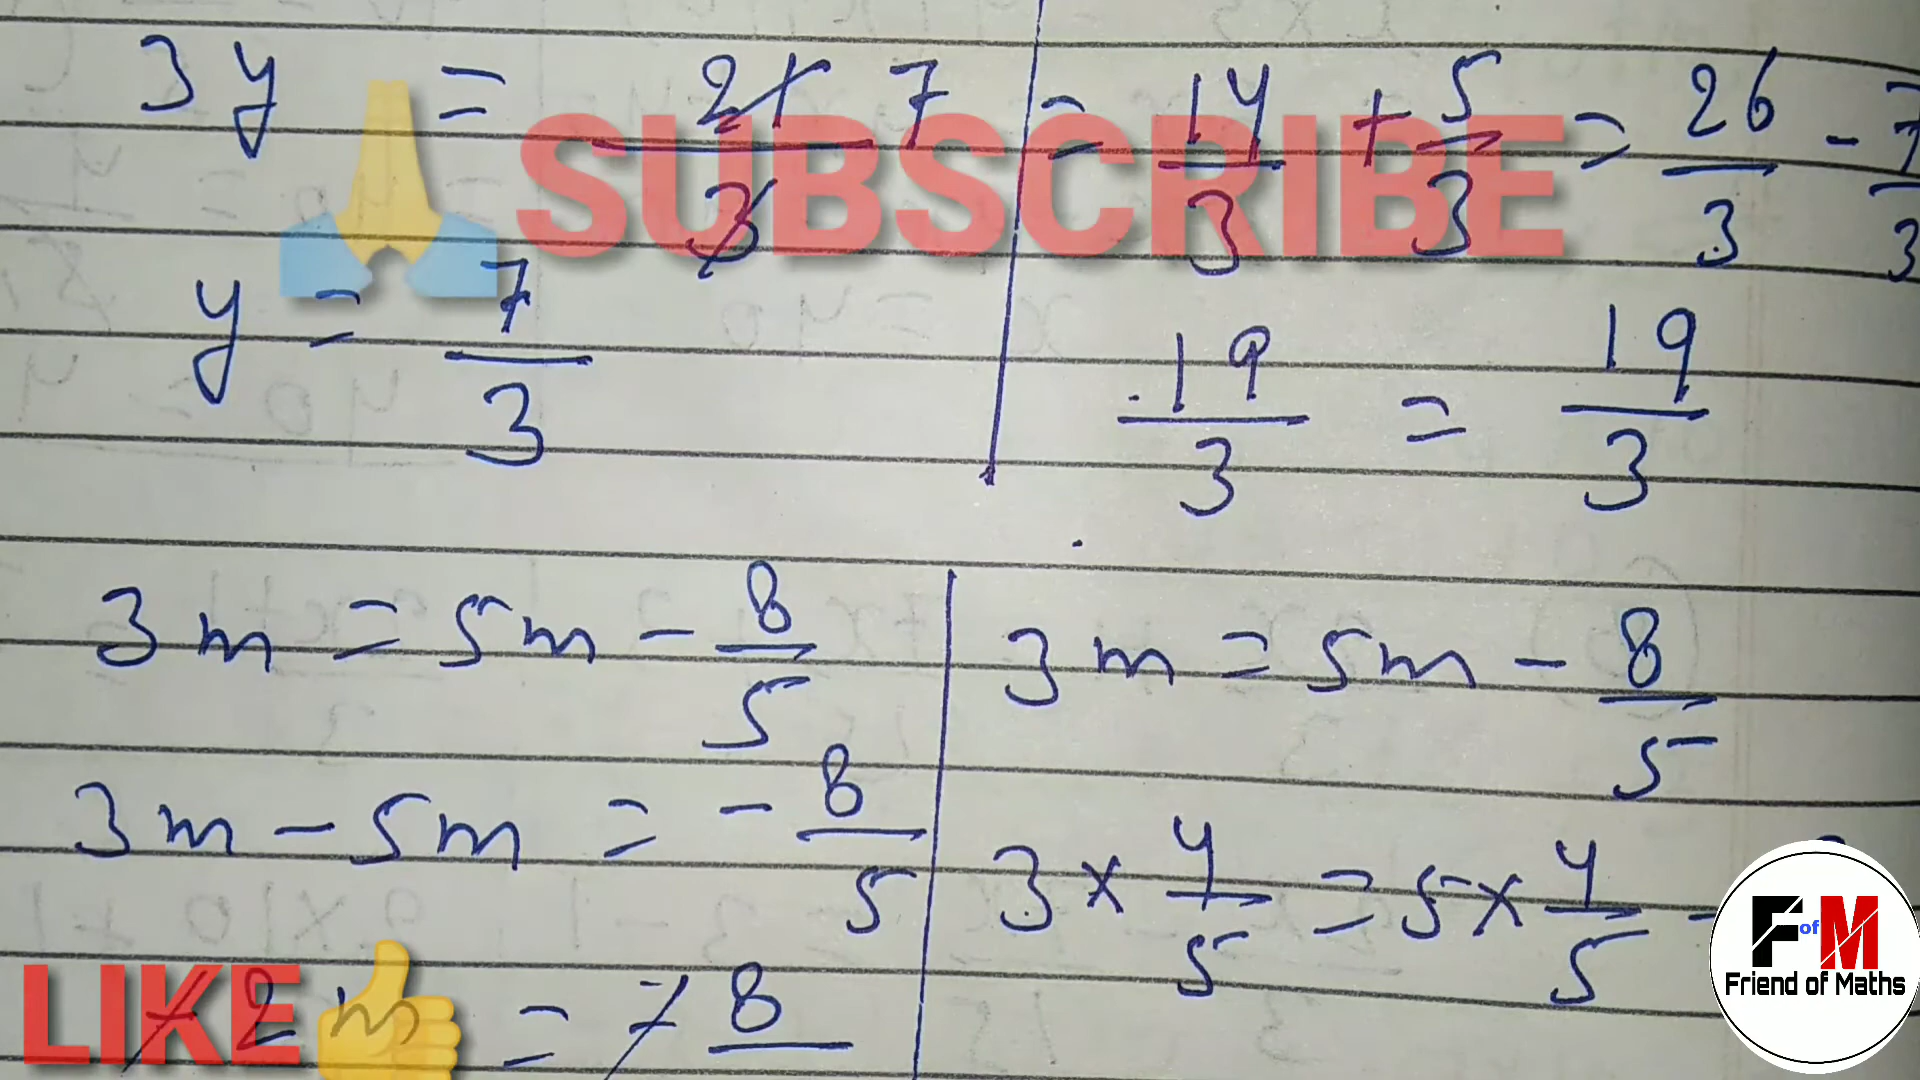 3y = 21/3 7
= 14/3 + 5/3 = 26/3 - 7/3
SUBSCRIBE
y = 7/3
19/3 = 19/3
3m = 5m - 8/5
3m - 5m = - 8/5
-2m = - 8
LIKE
3m = 5m - 8/5
3 × 4/5 = 5 × 4/5 -
F of M
Friend of Maths